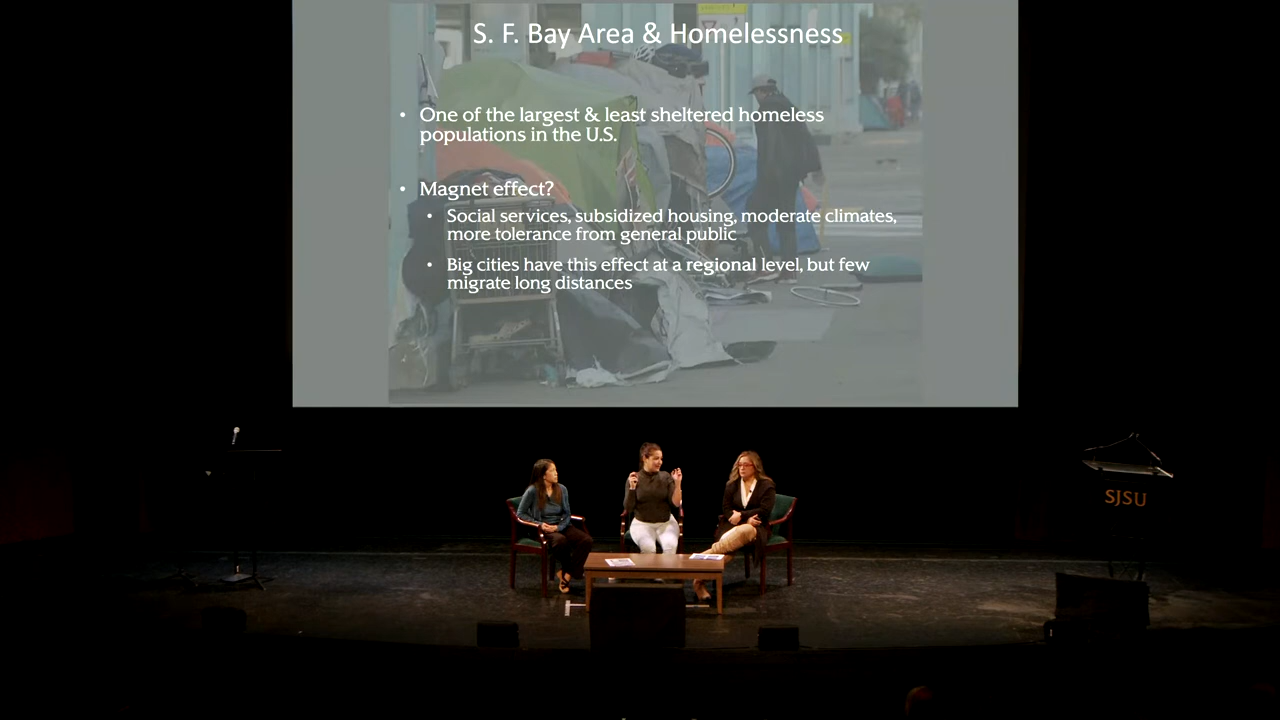 S. F. Bay Area & Homelessness
• One of the largest & least sheltered homeless
populations in the U.S.
• Magnet effect?
• Social services, subsidized housing, moderate climates,
more tolerance from general public
• Big cities have this effect at a regional level, but few
migrate long distances
SJSU